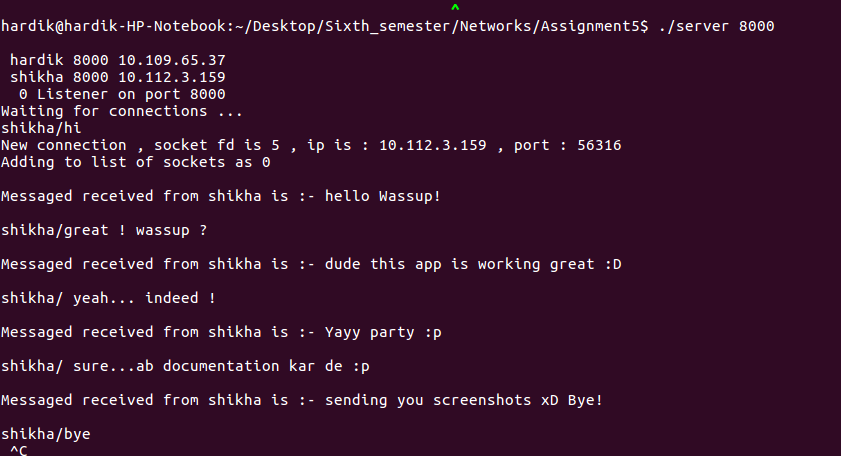 hardik@hardik-HP-Notebook:~/Desktop/Sixth_semester/Networks/Assignment5$ ./server 8000
hardik 8000 10.109.65.37
shikha 8000 10.112.3.159
0 Listener on port 8000
Waiting for connections ...
shikha/hi
New connection , socket fd is 5 , ip is : 10.112.3.159 , port : 56316
Adding to list of sockets as 0
Messaged received from shikha is :- hello Wassup!
shikha/great ! wassup ?
Messaged received from shikha is :- dude this app is working great :D
shikha/ yeah... indeed !
Messaged received from shikha is :- Yayy party :p
shikha/ sure...ab documentation kar de :p
Messaged received from shikha is :- sending you screenshots xD Bye!
shikha/bye
^C